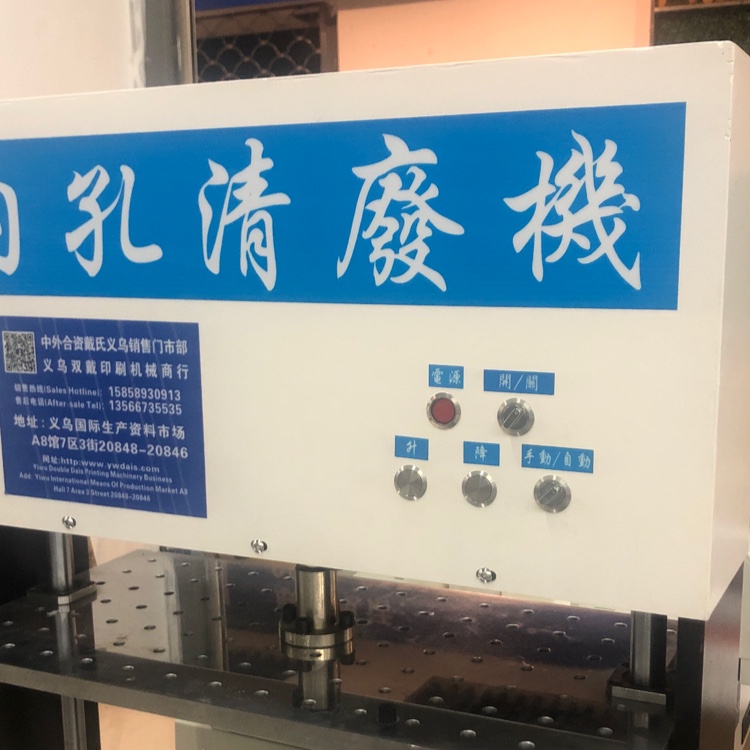 内孔清廢機
中外合资戴氏义乌销售门市部
义乌双戴印刷机械商行
销售热线(Sales Hotline): 15858930913
售后电话(After-sale Tel): 13566735535
地址: 义乌国际生产资料市场
A8馆7区3街20848-20846
网址:http:www.ywdais.com
Yiwu Double Dais Printing Machinery Business
Add: Yiwu International Means Of Production Market A8
Hall 7 Area 3 Street 20848-20846
電源
開/關
升
降
手動/自動